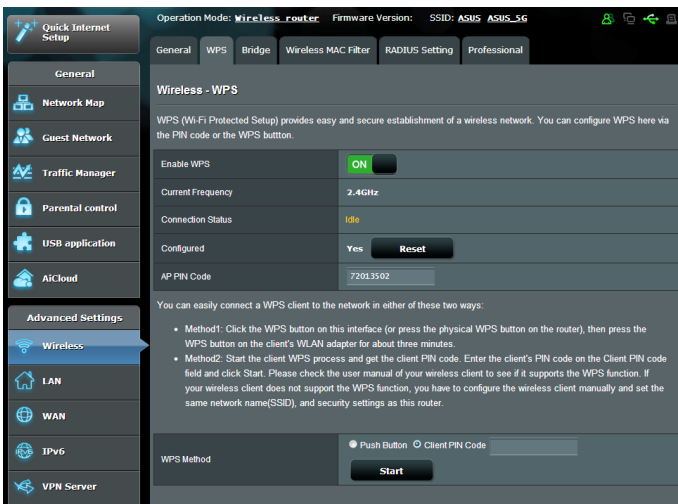 Quick Internet
Setup
Operation Mode: Wireless router Firmware Version: SSID: ASUS ASUS_5G
General WPS Bridge Wireless MAC Filter RADIUS Setting Professional
General
Network Map
Guest Network
Traffic Manager
Parental control
USB application
AiCloud
Advanced Settings
Wireless
LAN
WAN
IPv6
VPN Server
Wireless - WPS
WPS (Wi-Fi Protected Setup) provides easy and secure establishment of a wireless network. You can configure WPS here via
the PIN code or the WPS buttton.
Enable WPS ON
Current Frequency 2.4GHz
Connection Status Idle
Configured Yes Reset
AP PIN Code 72013502
You can easily connect a WPS client to the network in either of these two ways:
• Method1: Click the WPS button on this interface (or press the physical WPS button on the router), then press the
WPS button on the client's WLAN adapter for about three minutes.
• Method2: Start the client WPS process and get the client PIN code. Enter the client's PIN code on the Client PIN code
field and click Start. Please check the user manual of your wireless client to see if it supports the WPS function. If
your wireless client does not support the WPS function, you have to configure the wireless client manually and set the
same network name(SSID), and security settings as this router.
WPS Method Push Button Client PIN Code
Start